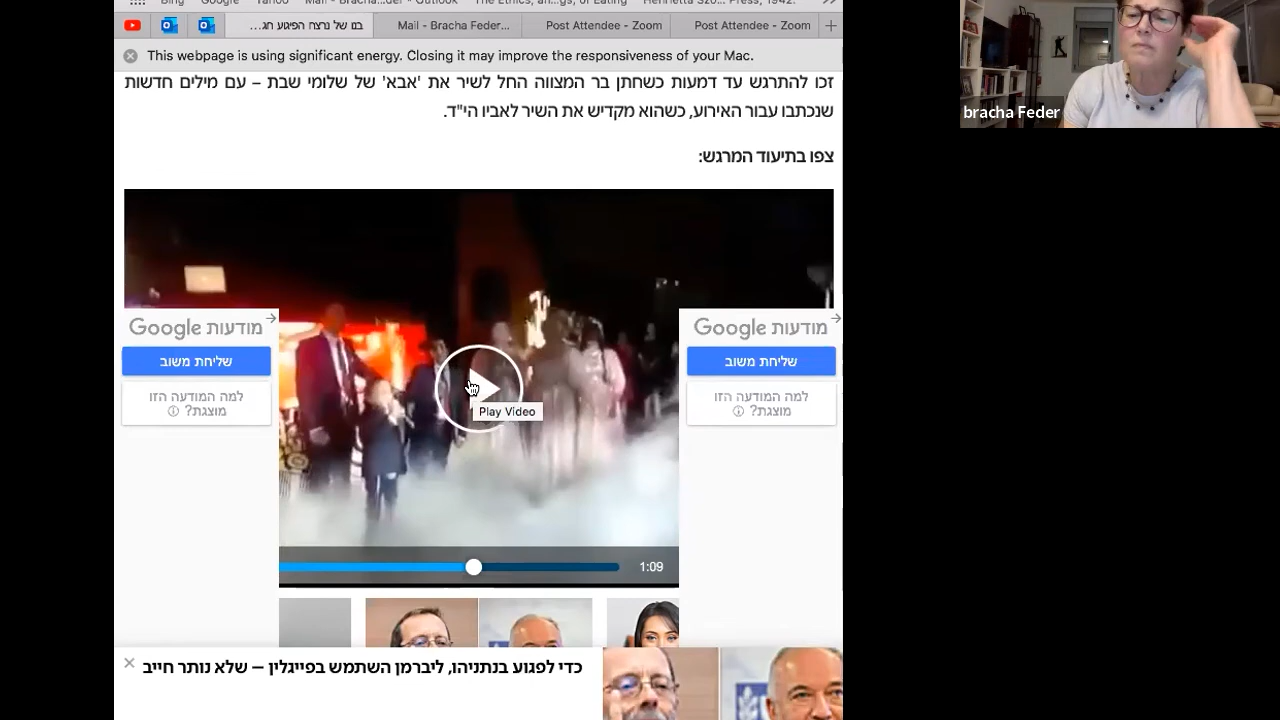 Bing
Google
Yahoo
Mail - Bracha...der - Outlook
The Ethics, an...gs, of Eating
Henrietta Szo... Press, 1942.
בנו של נרצח הפיגוע חג...
Mail - Bracha Feder...
Post Attendee - Zoom
Post Attendee - Zoom
This webpage is using significant energy. Closing it may improve the responsiveness of your Mac.
זכו להתרגש עד דמעות כשחתן בר המצווה החל לשיר את 'אבא' של שלומי שבת – עם מילים חדשות
שנכתבו עבור האירוע, כשהוא מקדיש את השיר לאביו הי"ד.
צפו בתיעוד המרגש:
bracha Feder
מודעות Google
שליחת משוב
למה המודעה הזו
מוצגת?
מודעות Google
שליחת משוב
למה המודעה הזו
מוצגת?
Play Video
1:09
כדי לפגוע בנתניהו, ליברמן השתמש בפייגלין – שלא נותר חייב